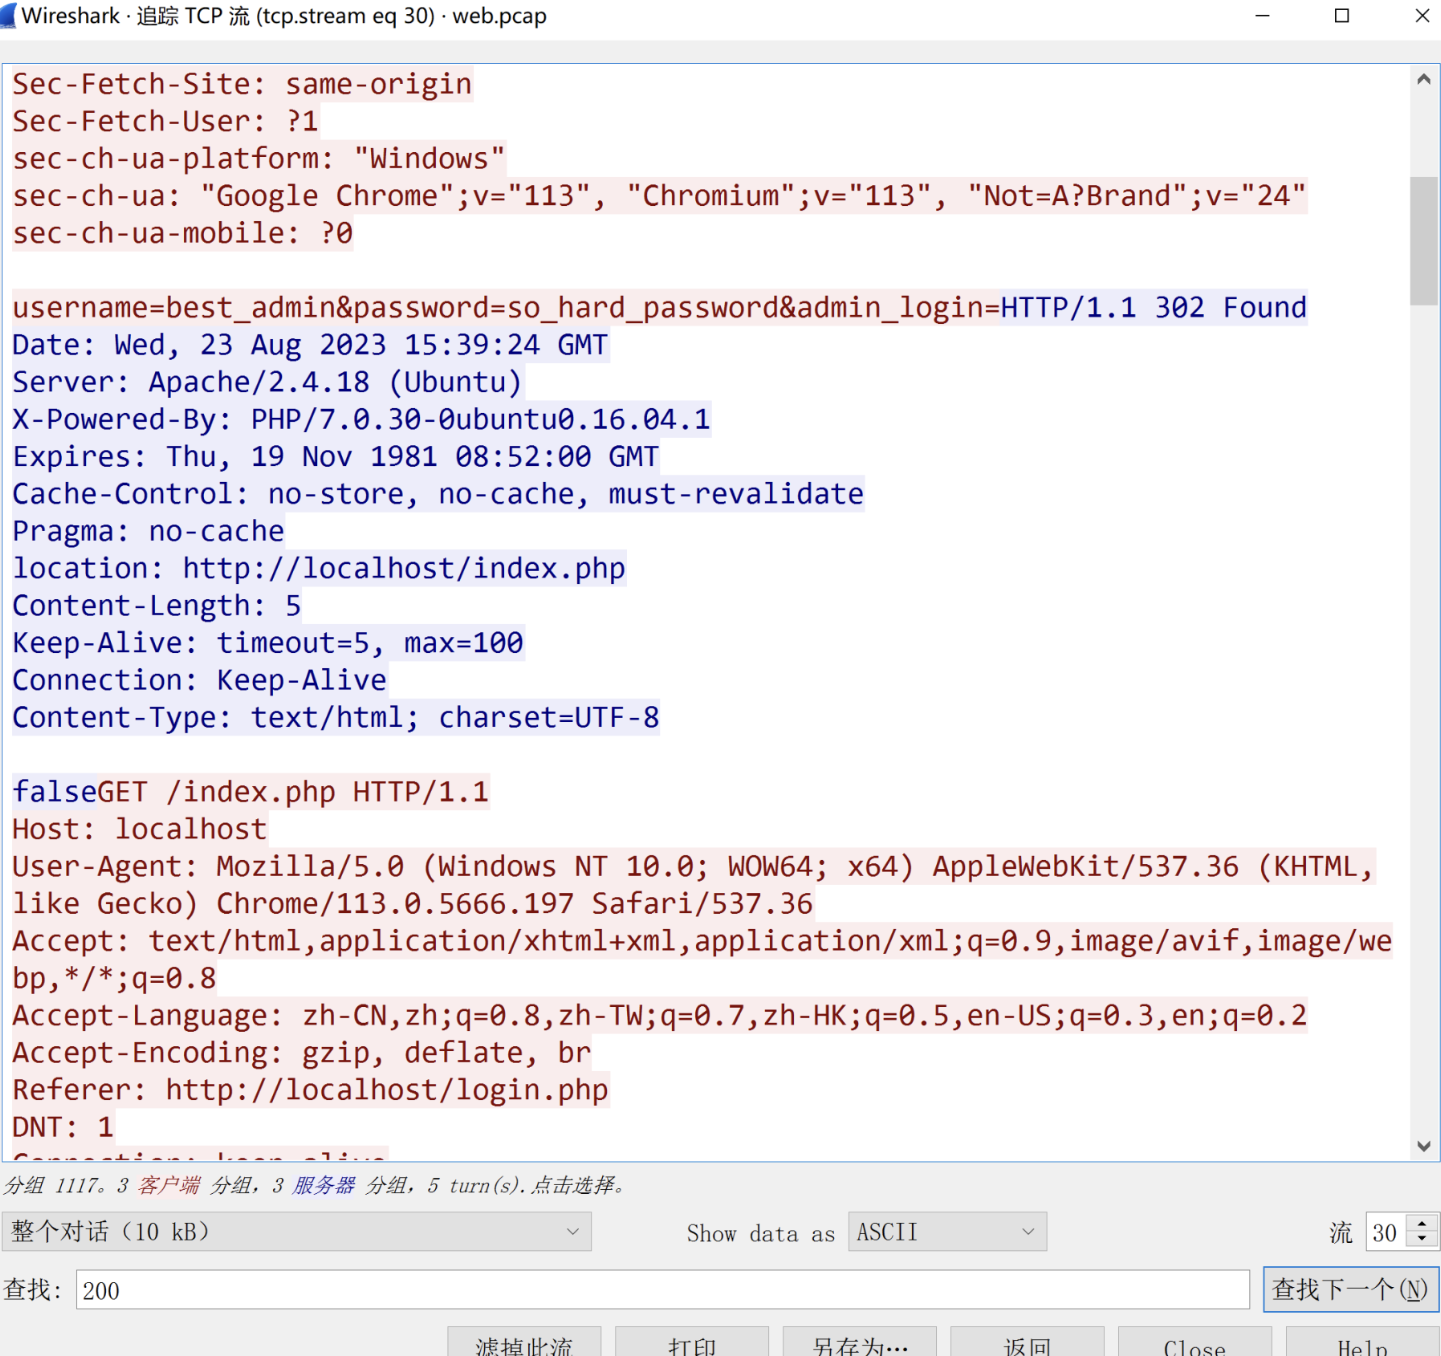 Wireshark · 追踪 TCP 流 (tcp.stream eq 30) · web.pcap
Sec-Fetch-Site: same-origin
Sec-Fetch-User: ?1
sec-ch-ua-platform: "Windows"
sec-ch-ua: "Google Chrome";v="113", "Chromium";v="113", "Not=A?Brand";v="24"
sec-ch-ua-mobile: ?0
username=best_admin&password=so_hard_password&admin_login=HTTP/1.1 302 Found
Date: Wed, 23 Aug 2023 15:39:24 GMT
Server: Apache/2.4.18 (Ubuntu)
X-Powered-By: PHP/7.0.30-0ubuntu0.16.04.1
Expires: Thu, 19 Nov 1981 08:52:00 GMT
Cache-Control: no-store, no-cache, must-revalidate
Pragma: no-cache
location: http://localhost/index.php
Content-Length: 5
Keep-Alive: timeout=5, max=100
Connection: Keep-Alive
Content-Type: text/html; charset=UTF-8
falseGET /index.php HTTP/1.1
Host: localhost
User-Agent: Mozilla/5.0 (Windows NT 10.0; WOW64; x64) AppleWebKit/537.36 (KHTML,
like Gecko) Chrome/113.0.5666.197 Safari/537.36
Accept: text/html,application/xhtml+xml,application/xml;q=0.9,image/avif,image/we
bp,*/*;q=0.8
Accept-Language: zh-CN,zh;q=0.8,zh-TW;q=0.7,zh-HK;q=0.5,en-US;q=0.3,en;q=0.2
Accept-Encoding: gzip, deflate, br
Referer: http://localhost/login.php
DNT: 1
Connection: keep-alive
分组 1117。3 客户端 分组，3 服务器 分组，5 turn(s).点击选择。
整个对话（10 kB） Show data as ASCII 流 30
查找: 200 查找下一个(N)
滤掉此流 打印 另存为… 返回 Close Help